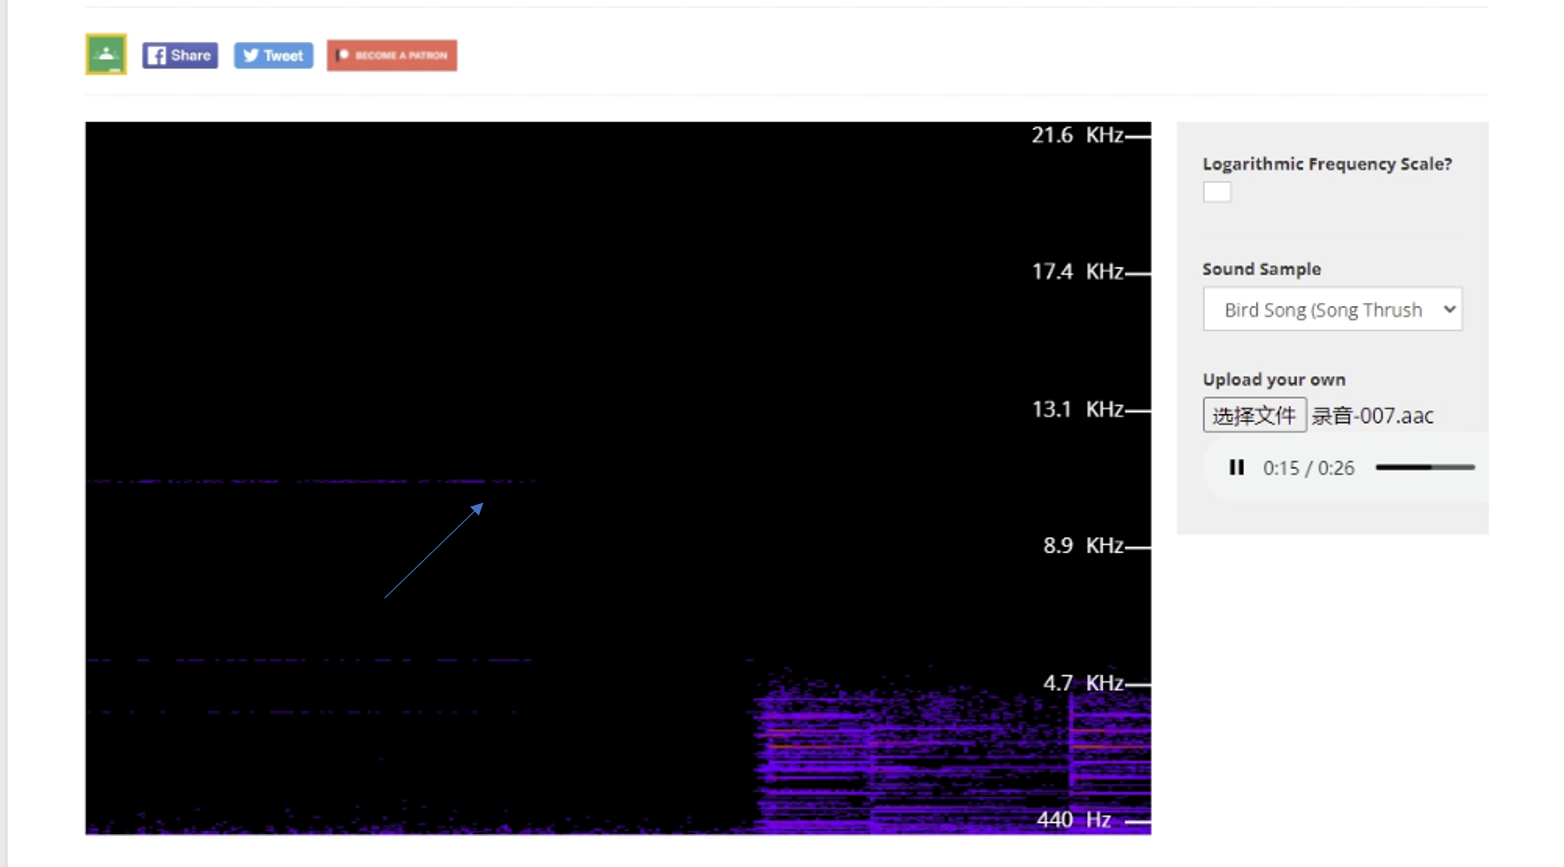 Share
Tweet
BECOME A PATRON
21.6 KHz
17.4 KHz
13.1 KHz
8.9 KHz
4.7 KHz
440 Hz
Logarithmic Frequency Scale?
Sound Sample
Bird Song (Song Thrush
Upload your own
选择文件 录音-007.aac
0:15 / 0:26